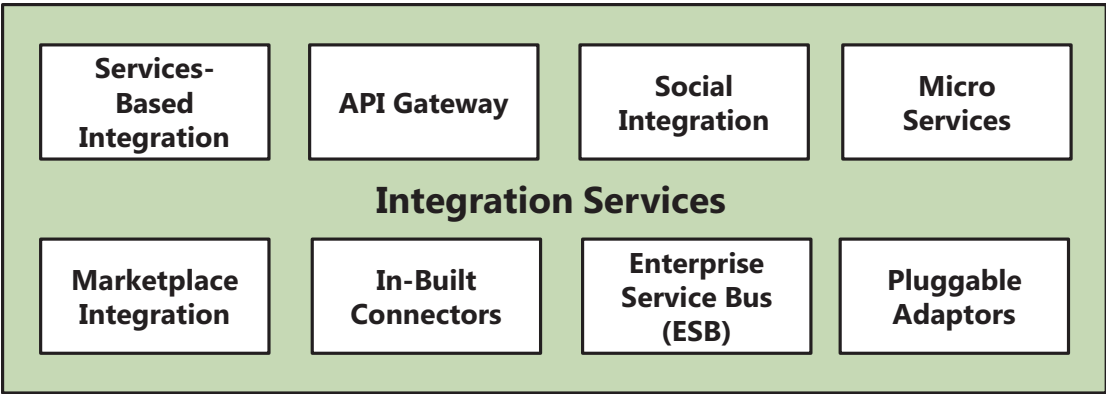 Services-
Based
Integration
API Gateway
Social
Integration
Micro
Services
Integration Services
Marketplace
Integration
In-Built
Connectors
Enterprise
Service Bus
(ESB)
Pluggable
Adaptors